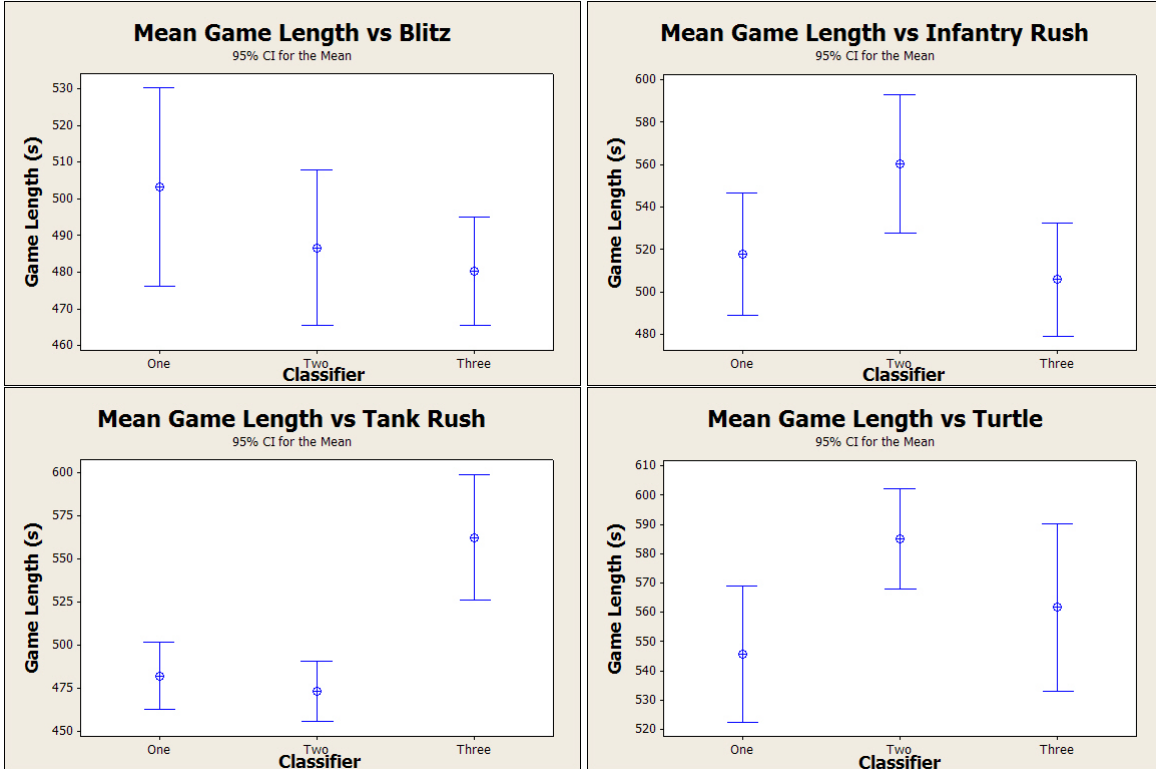 Mean Game Length vs Blitz
95% CI for the Mean
Game Length (s)
530
520
510
500
490
480
470
460
One Two Three
Classifier
Mean Game Length vs Infantry Rush
95% CI for the Mean
Game Length (s)
600
580
560
540
520
500
480
One Two Three
Classifier
Mean Game Length vs Tank Rush
95% CI for the Mean
Game Length (s)
600
575
550
525
500
475
450
One Two Three
Classifier
Mean Game Length vs Turtle
95% CI for the Mean
Game Length (s)
610
600
590
580
570
560
550
540
530
520
One Two Three
Classifier